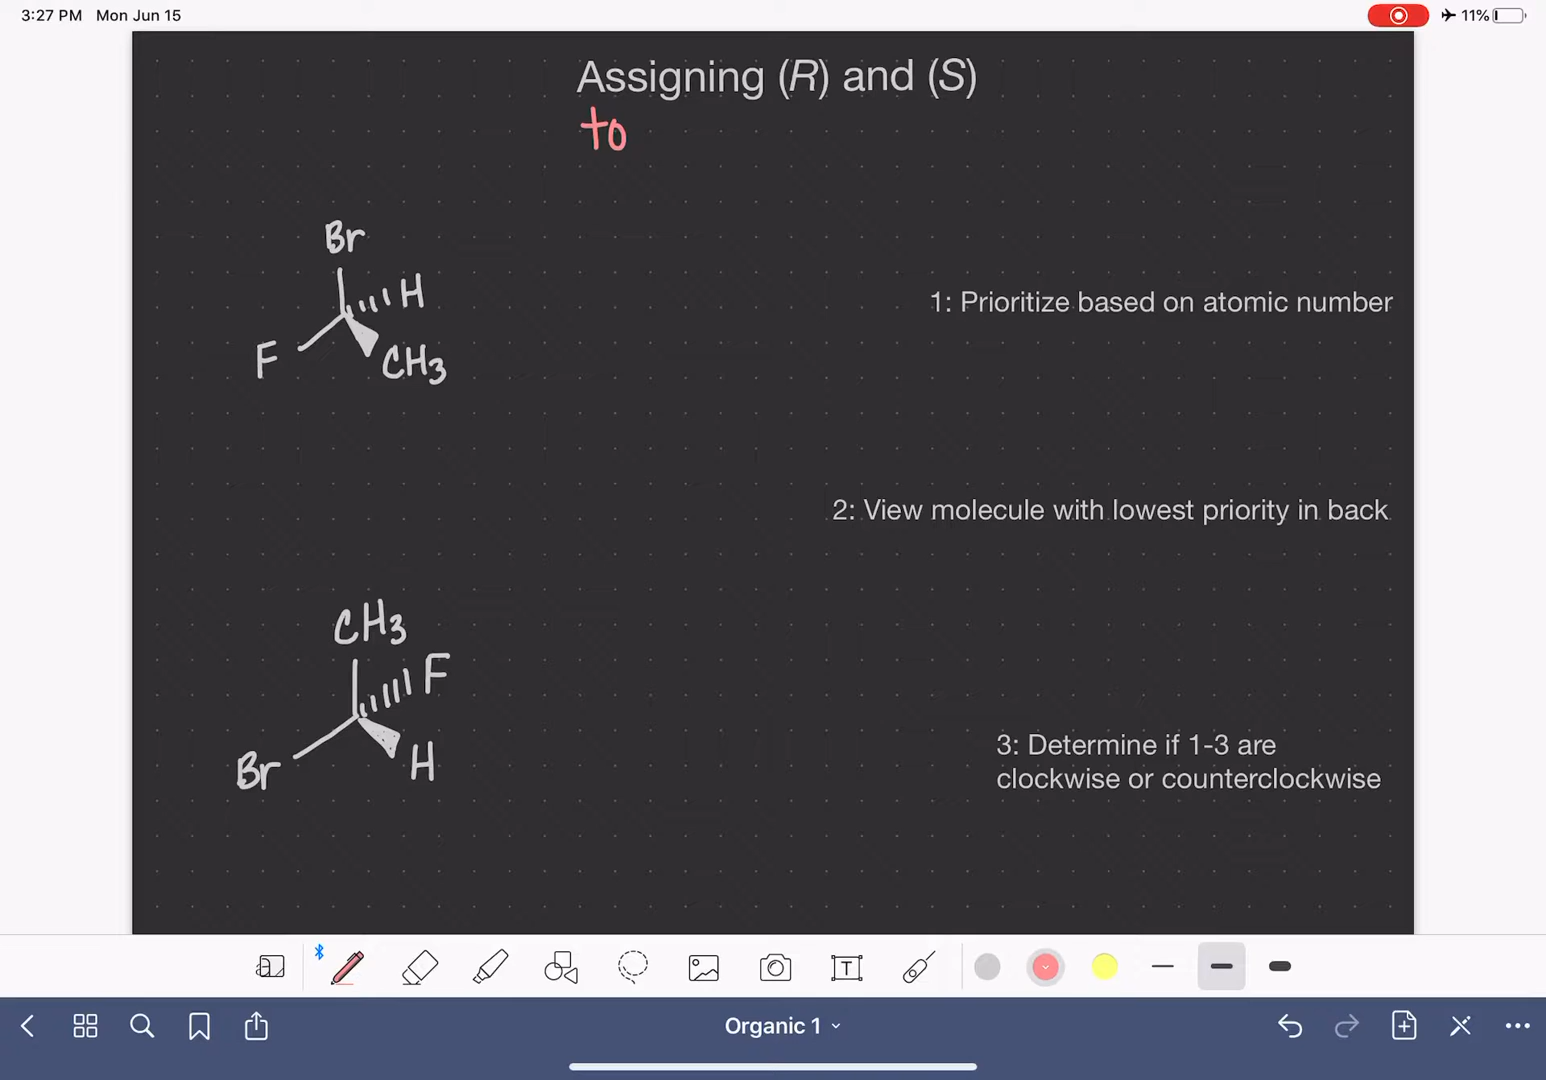 3:27 PM Mon Jun 15
11%
Assigning (R) and (S)
to
Br
H
F
CH3
1: Prioritize based on atomic number
2: View molecule with lowest priority in back
CH3
F
Br
H
3: Determine if 1-3 are
clockwise or counterclockwise
T
Organic 1